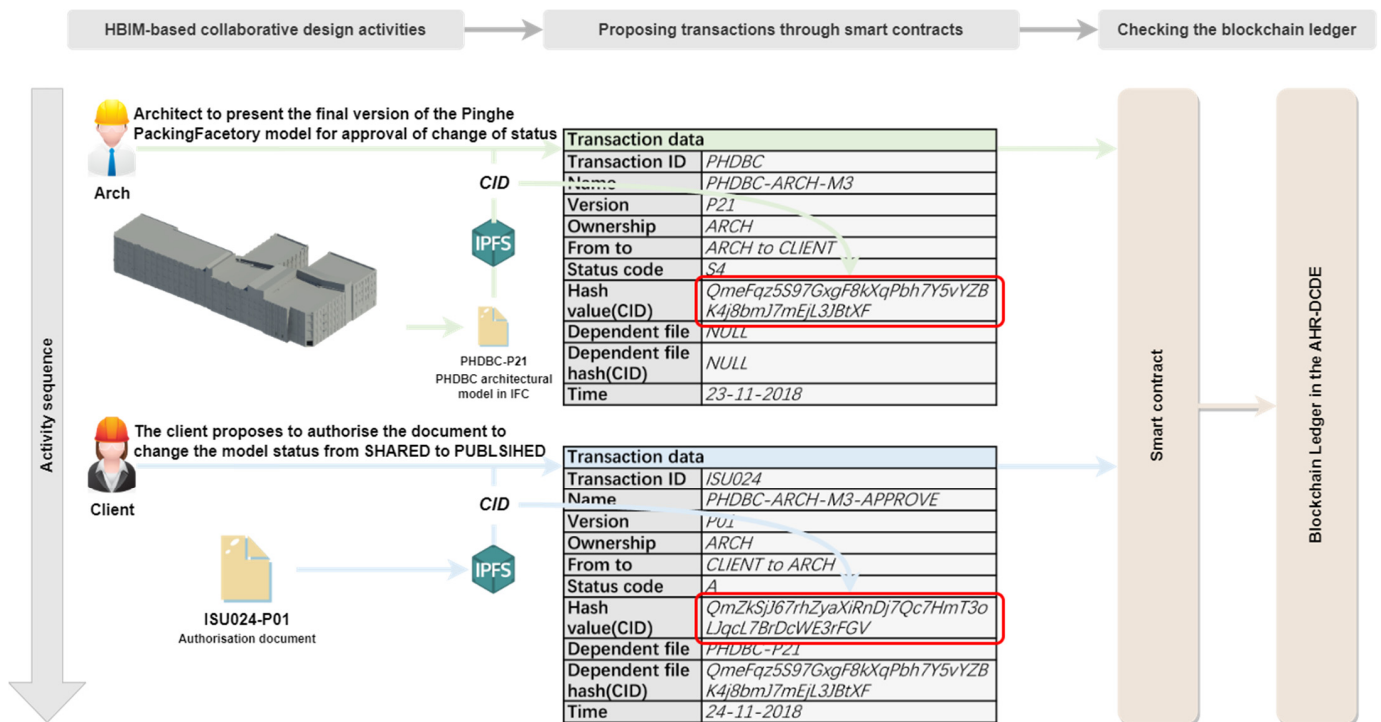 HBIM-based collaborative design activities
Proposing transactions through smart contracts
Checking the blockchain ledger
Activity sequence
Architect to present the final version of the Pinghe
PackingFacetory model for approval of change of status
Arch
CID
IPFS
PHDBC-P21
PHDBC architectural
model in IFC
Transaction data
Transaction ID PHDBC
Name PHDBC-ARCH-M3
Version P21
Ownership ARCH
From to ARCH to CLIENT
Status code S4
Hash
value(CID)
QmeFqz5S97GxgF8kXqPbh7Y5vYZB
K4j8bmJ7mEjL3JBtXF
Dependent file NULL
Dependent file
hash(CID)
NULL
Time 23-11-2018
The client proposes to authorise the document to
change the model status from SHARED to PUBLSIHED
Client
CID
IPFS
ISU024-P01
Authorisation document
Transaction data
Transaction ID ISU024
Name PHDBC-ARCH-M3-APPROVE
Version P01
Ownership ARCH
From to CLIENT to ARCH
Status code A
Hash
value(CID)
QmZkSjJ67rhZyaXiRnDj7Qc7HmT3o
LJqcL7BrDcWE3rFGV
Dependent file PHDBC-P21
Dependent file
hash(CID)
QmeFqz5S97GxgF8kXqPbh7Y5vYZB
K4j8bmJ7mEjL3JBtXF
Time 24-11-2018
Smart contract
Blockchain Ledger in the AHR-DCDE